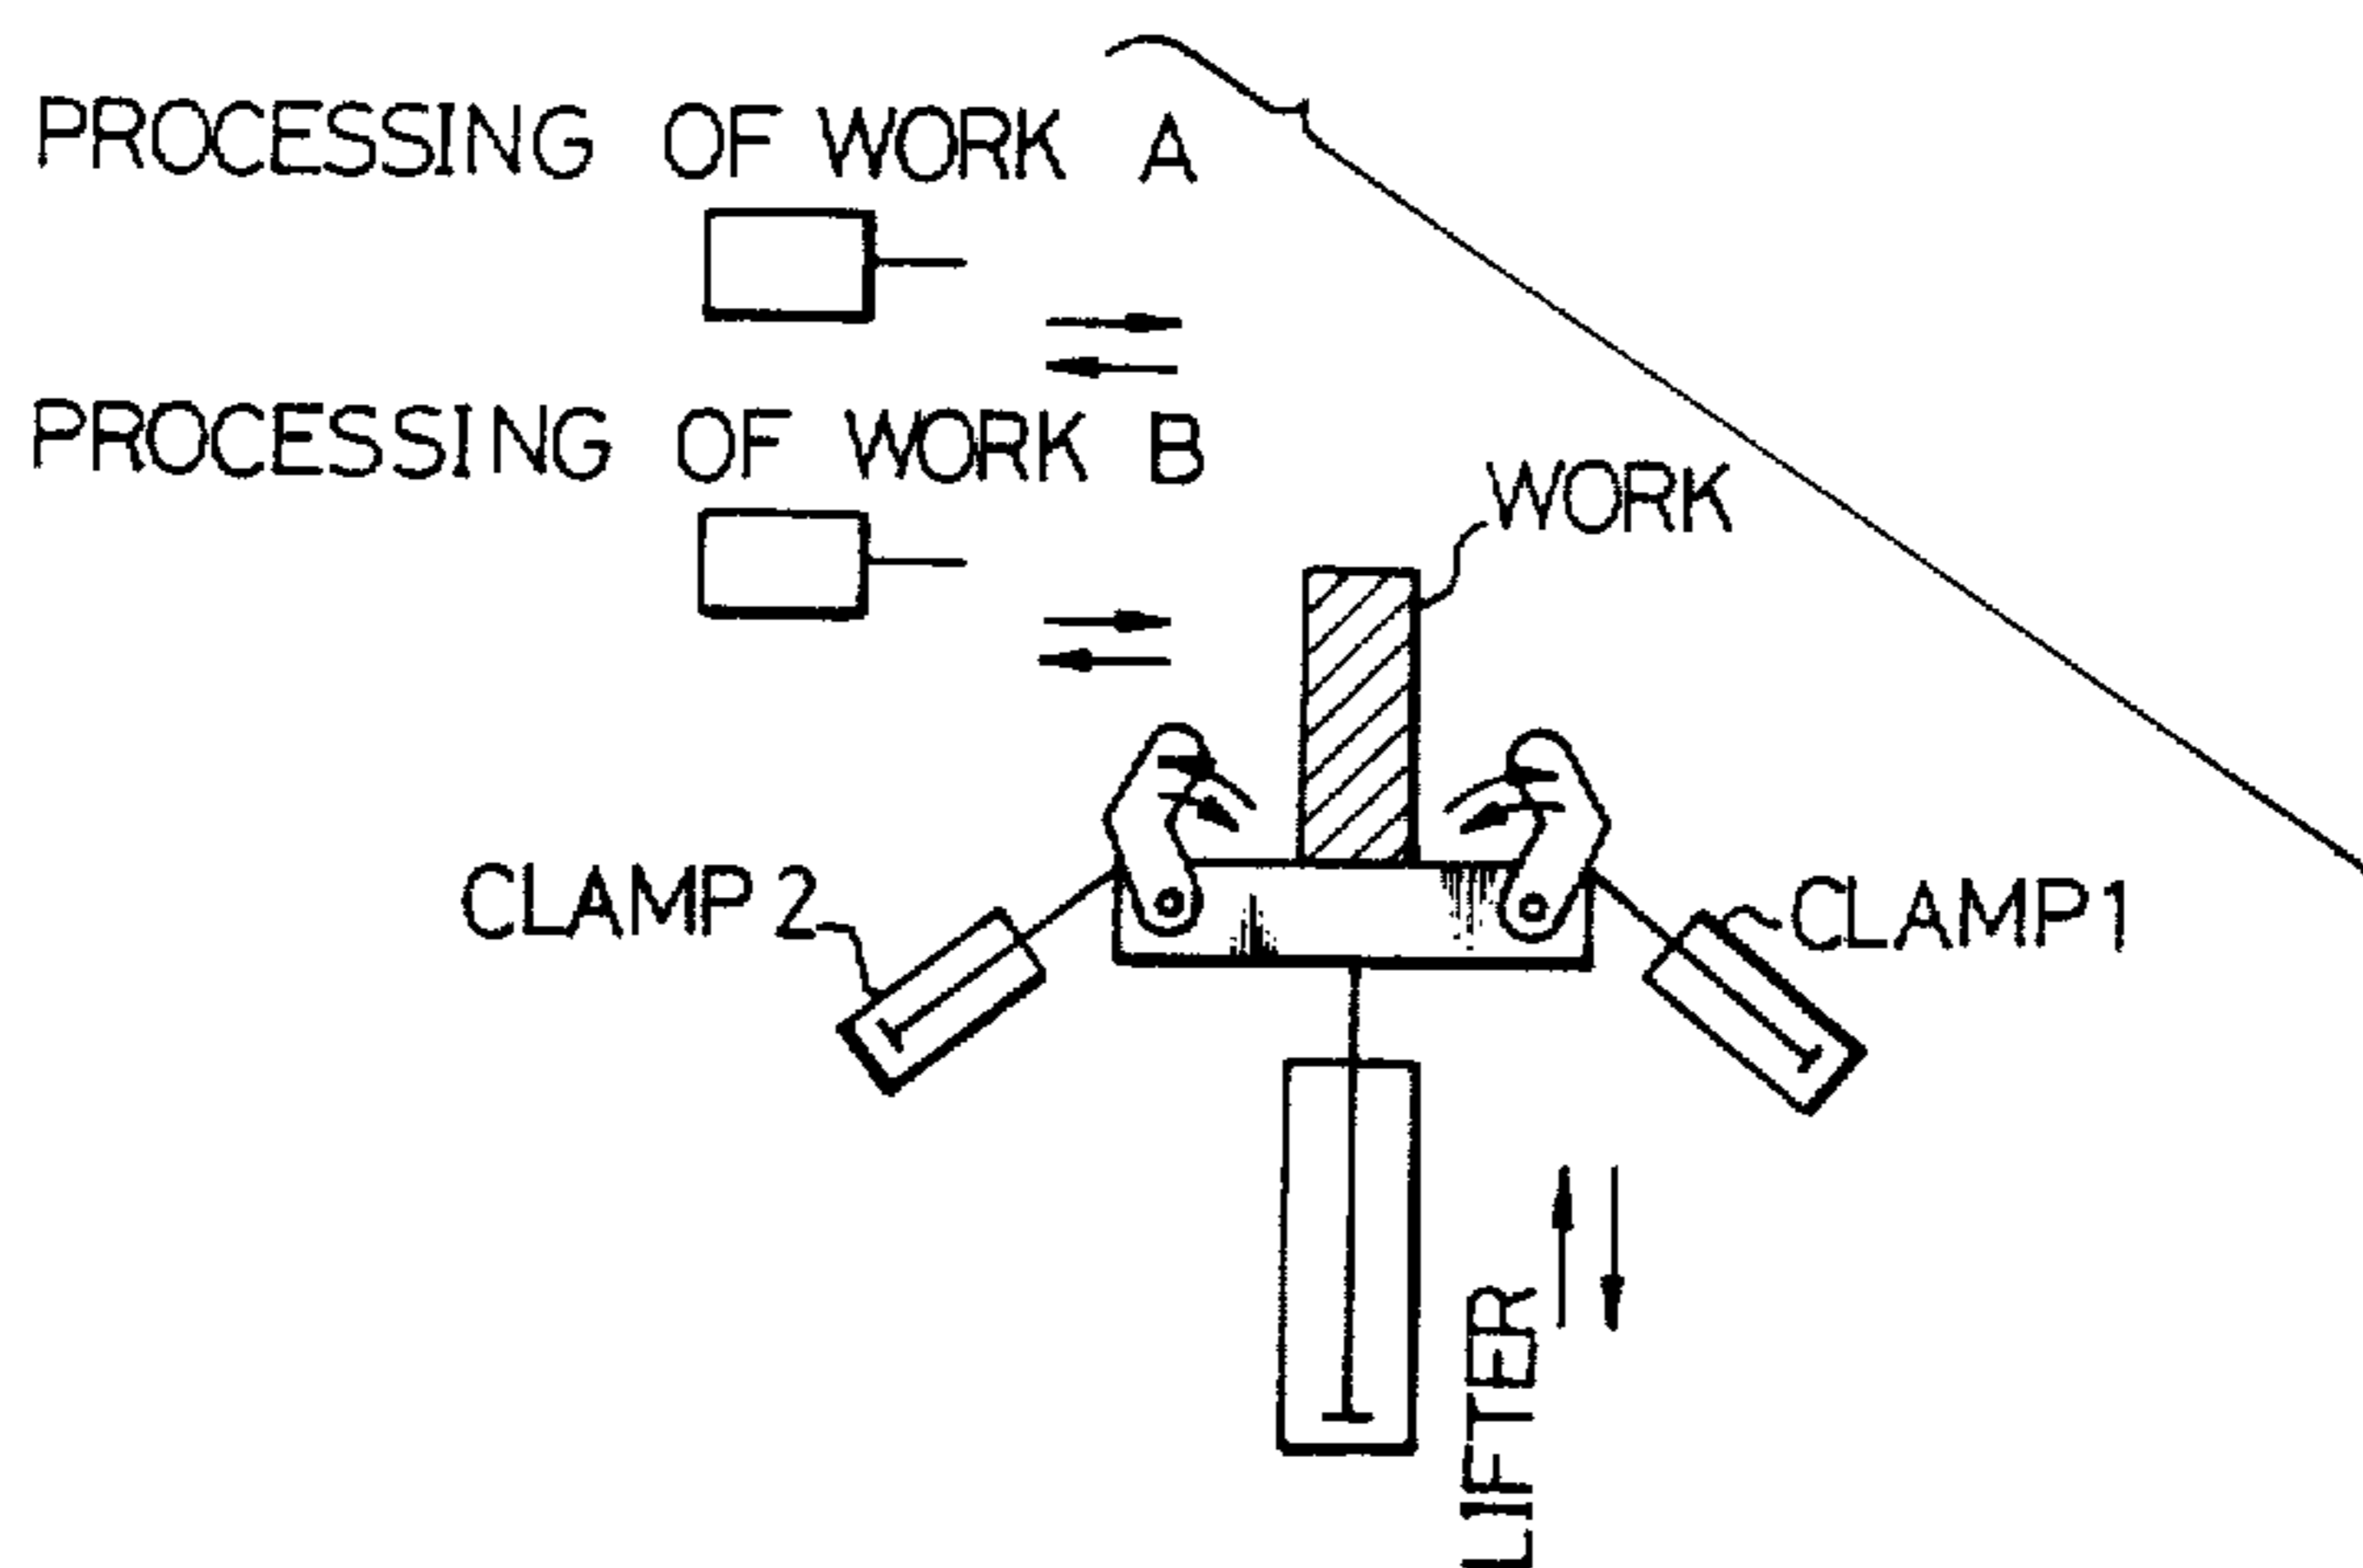 PROCESSING OF WORK A
PROCESSING OF WORK B
WORK
CLAMP 2
CLAMP 1
LIFTER